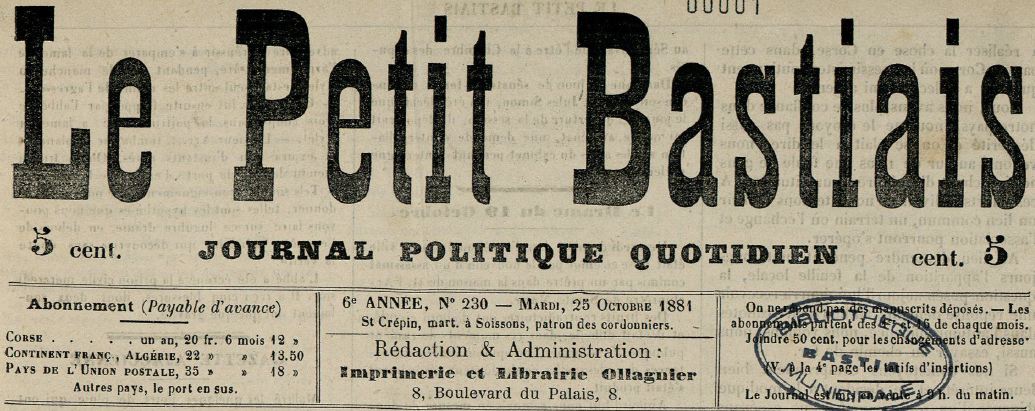 00001
Le Petit Bastiais
5 cent. JOURNAL POLITIQUE QUOTIDIEN cent. 5
Abonnement (Payable d'avance)
CORSE . . . . . un an, 20 fr. 6 mois 12 »
CONTINENT FRANÇ., ALGÉRIE, 22 » » 13.50
PAYS DE L'UNION POSTALE, 35 » » 18 »
Autres pays, le port en sus.
6e ANNÉE, N° 230 — MARDI, 25 OCTOBRE 1881
St Crépin, mart. à Soissons, patron des cordonniers.
Rédaction & Administration :
Imprimerie et Librairie Ollagnier
8, Boulevard du Palais, 8.
On ne répond pas des manuscrits déposés. — Les
abonnements partent des 1er et 16 de chaque mois.
Joindre 50 cent. pour les changements d'adresse
(V. à la 4e page les tarifs d'insertions)
Le Journal est mis en vente à 9 h. du matin.
BIBLIOTHEQUE
BASTIA
MUNICIPALE